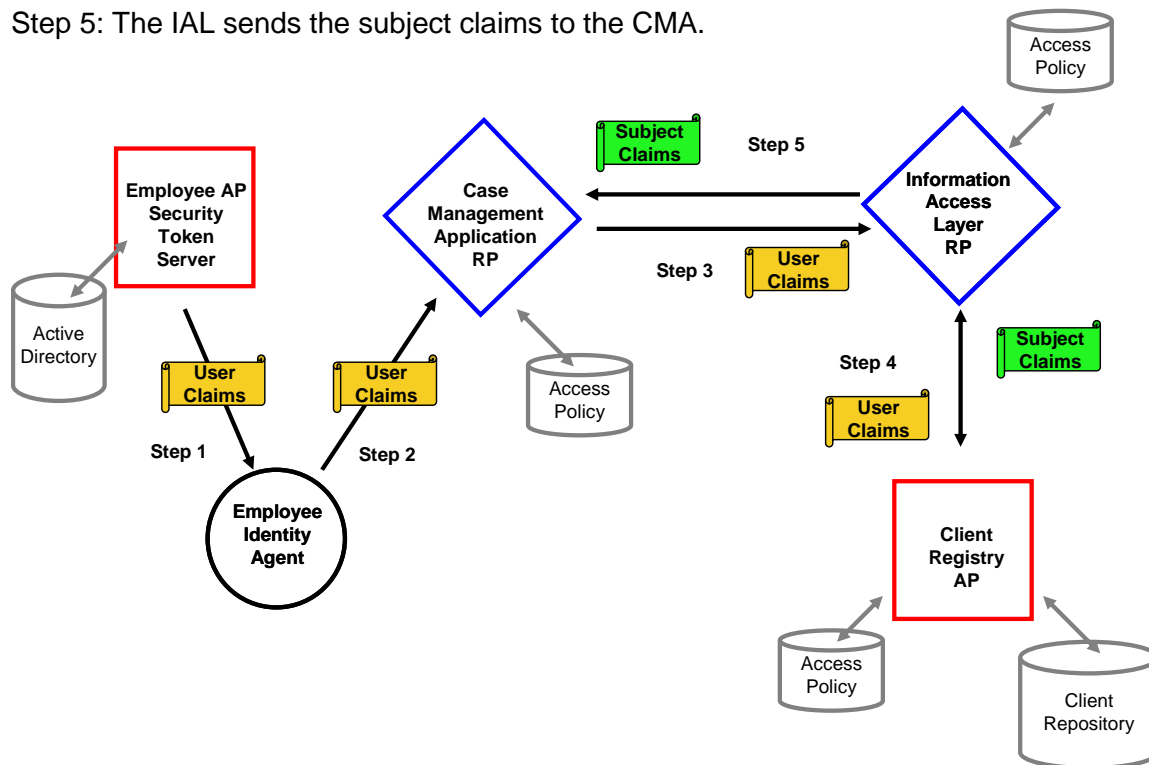 Step 5: The IAL sends the subject claims to the CMA.
Access
Policy
Subject
Claims
Step 5
Employee AP
Security
Token
Server
Case
Management
Application
RP
Information
Access
Layer
RP
Step 3
User
Claims
Active
Directory
User
Claims
User
Claims
Access
Policy
Subject
Claims
Step 4
User
Claims
Step 1
Step 2
Employee
Identity
Agent
Client
Registry
AP
Access
Policy
Client
Repository